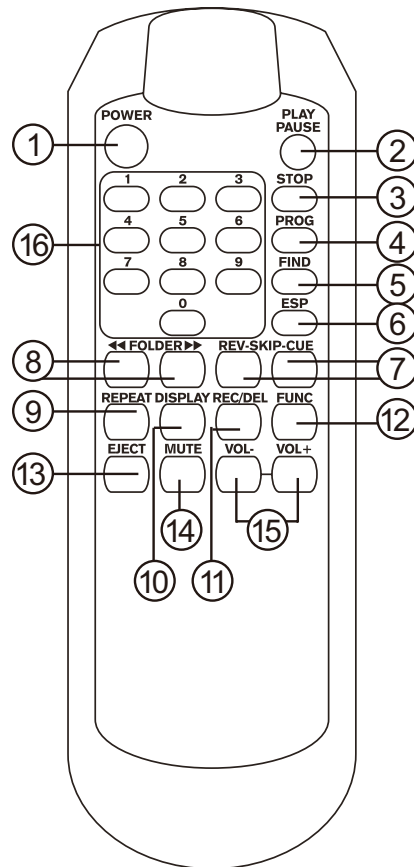 POWER
PLAY
PAUSE
1
2
1 2 3
STOP
3
16
4 5 6
PROG
4
7 8 9
FIND
5
0
ESP
6
◀◀ FOLDER ▶▶
REV-SKIP-CUE
8
7
REPEAT DISPLAY REC/DEL FUNC
9
12
EJECT MUTE VOL- VOL+
13
14
15
10
11